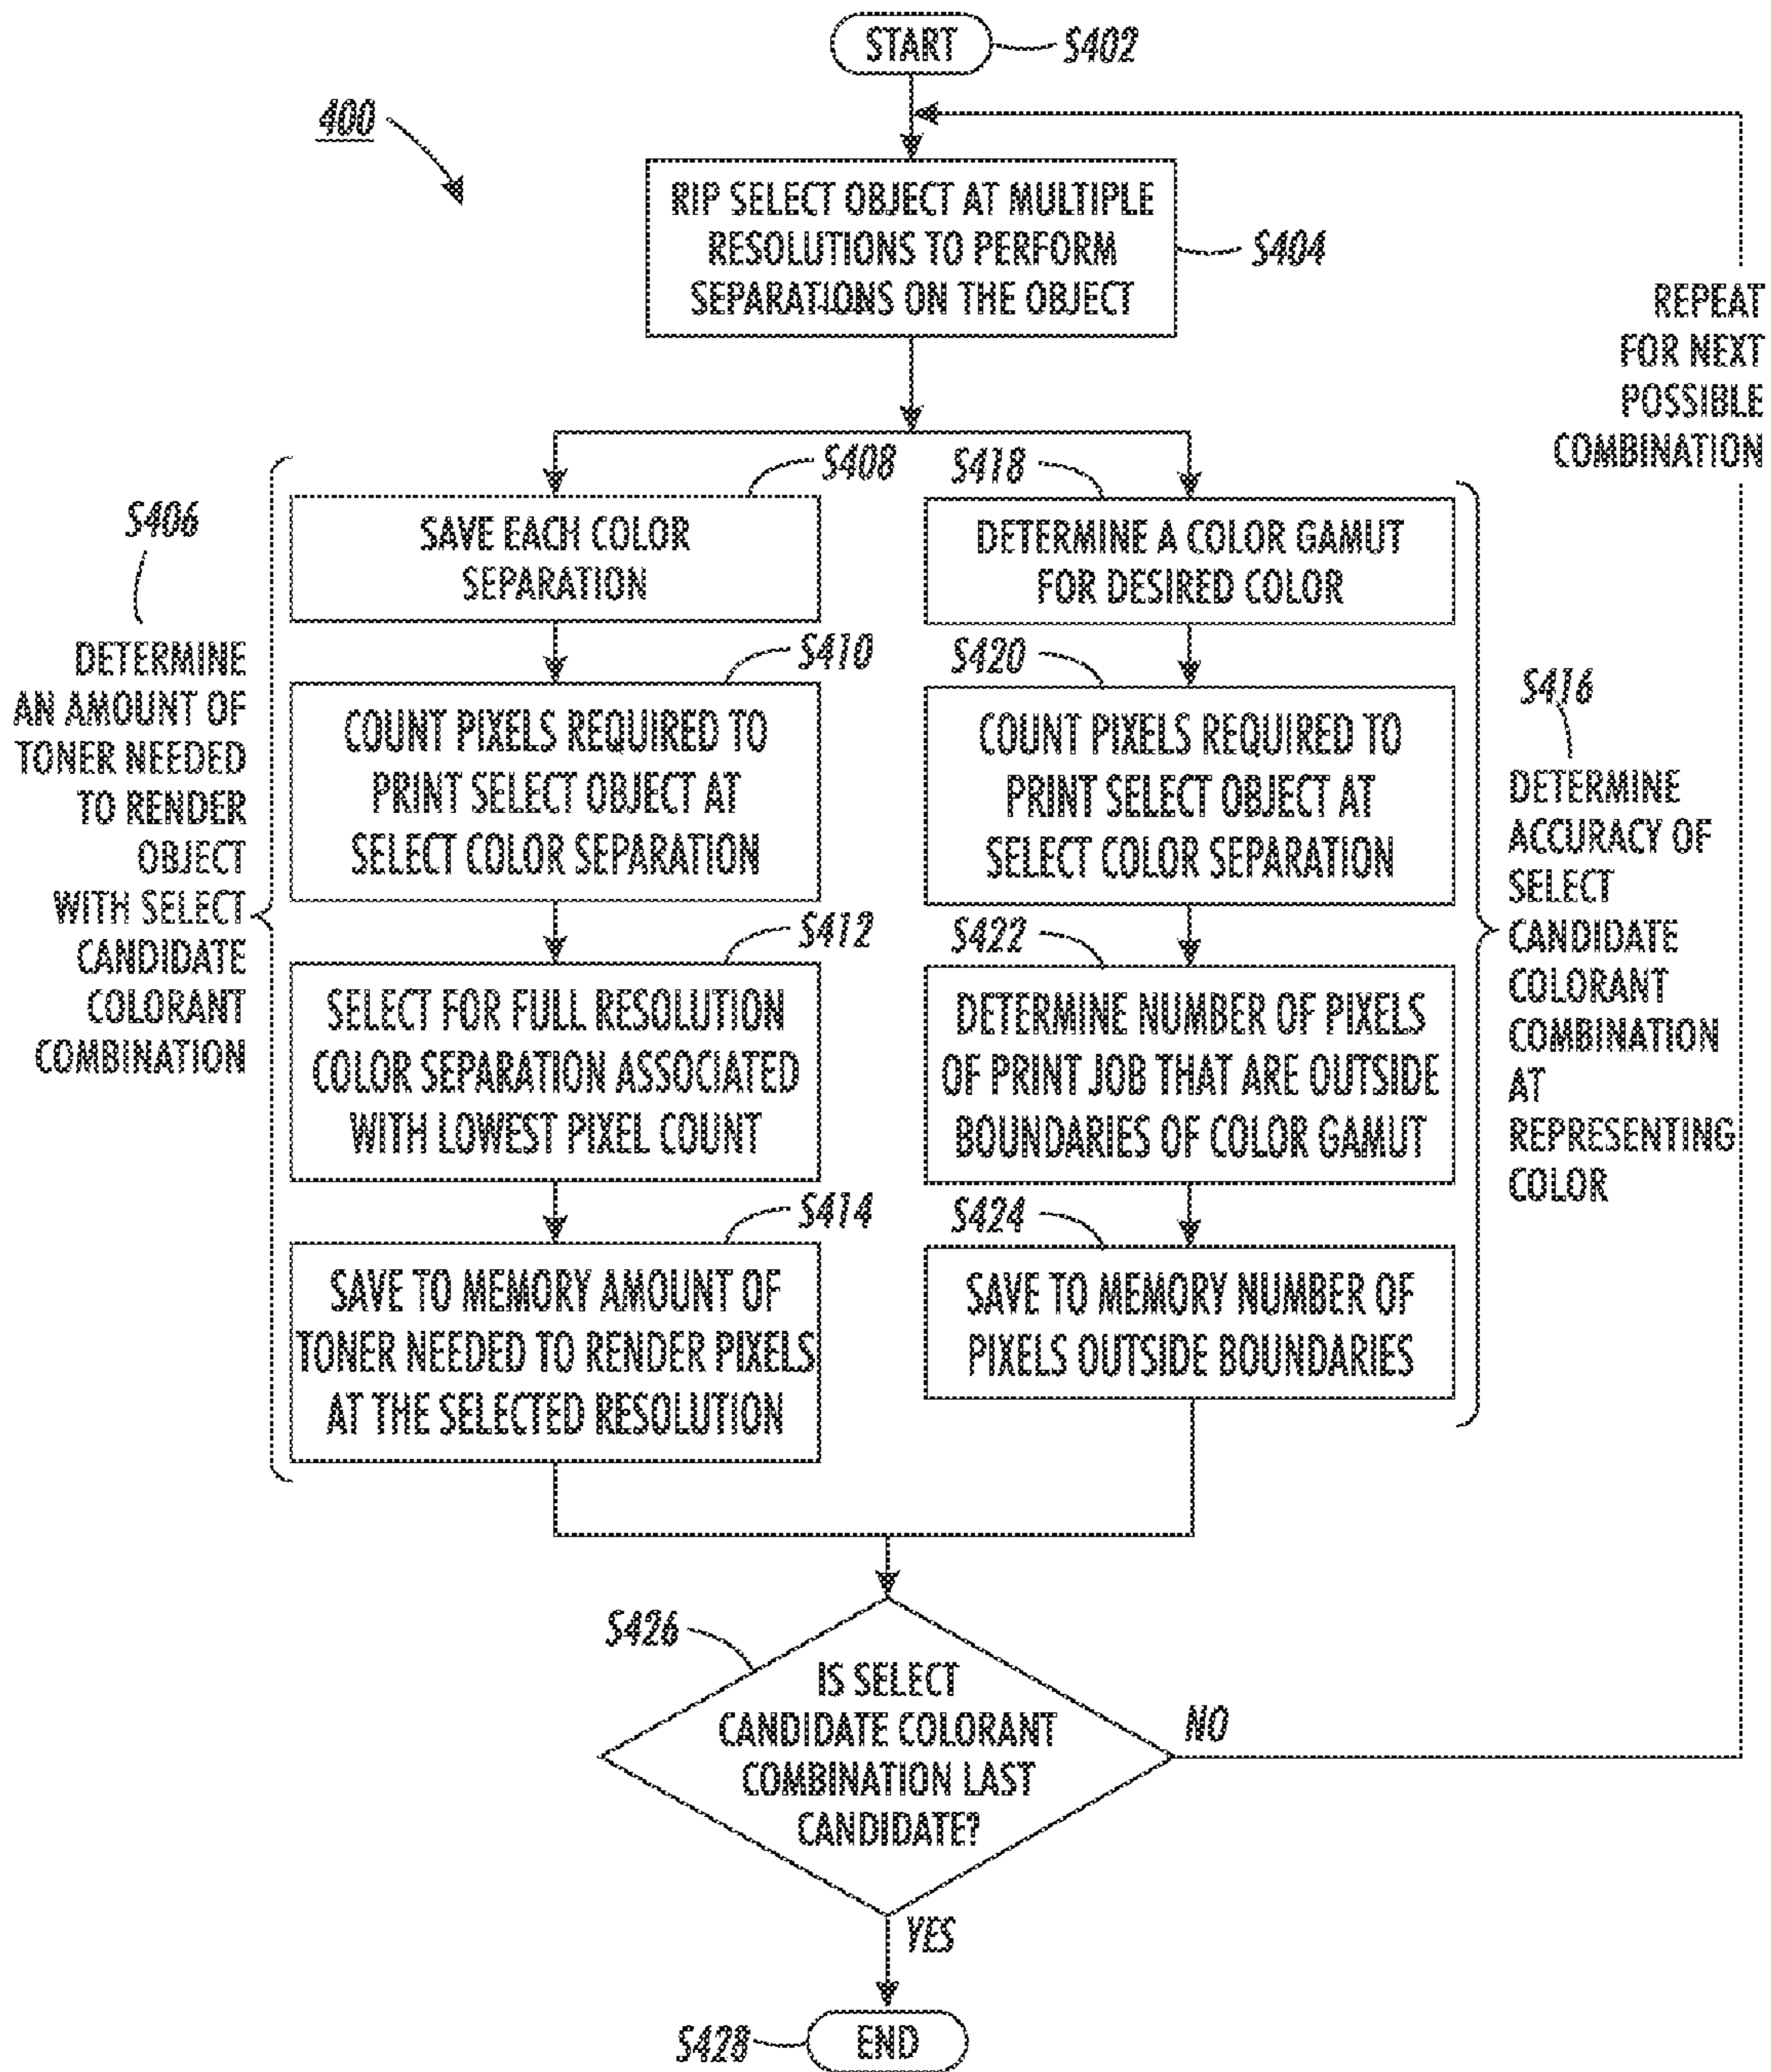 START
S402
400
RIP SELECT OBJECT AT MULTIPLE
RESOLUTIONS TO PERFORM
SEPARATIONS ON THE OBJECT
S404
REPEAT
FOR NEXT
POSSIBLE
COMBINATION
S406
DETERMINE
AN AMOUNT OF
TONER NEEDED
TO RENDER
OBJECT
WITH SELECT
CANDIDATE
COLORANT
COMBINATION
S408
SAVE EACH COLOR
SEPARATION
S410
COUNT PIXELS REQUIRED TO
PRINT SELECT OBJECT AT
SELECT COLOR SEPARATION
S412
SELECT FOR FULL RESOLUTION
COLOR SEPARATION ASSOCIATED
WITH LOWEST PIXEL COUNT
S414
SAVE TO MEMORY AMOUNT OF
TONER NEEDED TO RENDER PIXELS
AT THE SELECTED RESOLUTION
S418
DETERMINE A COLOR GAMUT
FOR DESIRED COLOR
S420
COUNT PIXELS REQUIRED TO
PRINT SELECT OBJECT AT
SELECT COLOR SEPARATION
S422
DETERMINE NUMBER OF PIXELS
OF PRINT JOB THAT ARE OUTSIDE
BOUNDARIES OF COLOR GAMUT
S424
SAVE TO MEMORY NUMBER OF
PIXELS OUTSIDE BOUNDARIES
S416
DETERMINE
ACCURACY OF
SELECT
CANDIDATE
COLORANT
COMBINATION
AT
REPRESENTING
COLOR
S426
IS SELECT
CANDIDATE COLORANT
COMBINATION LAST
CANDIDATE?
NO
YES
S428
END